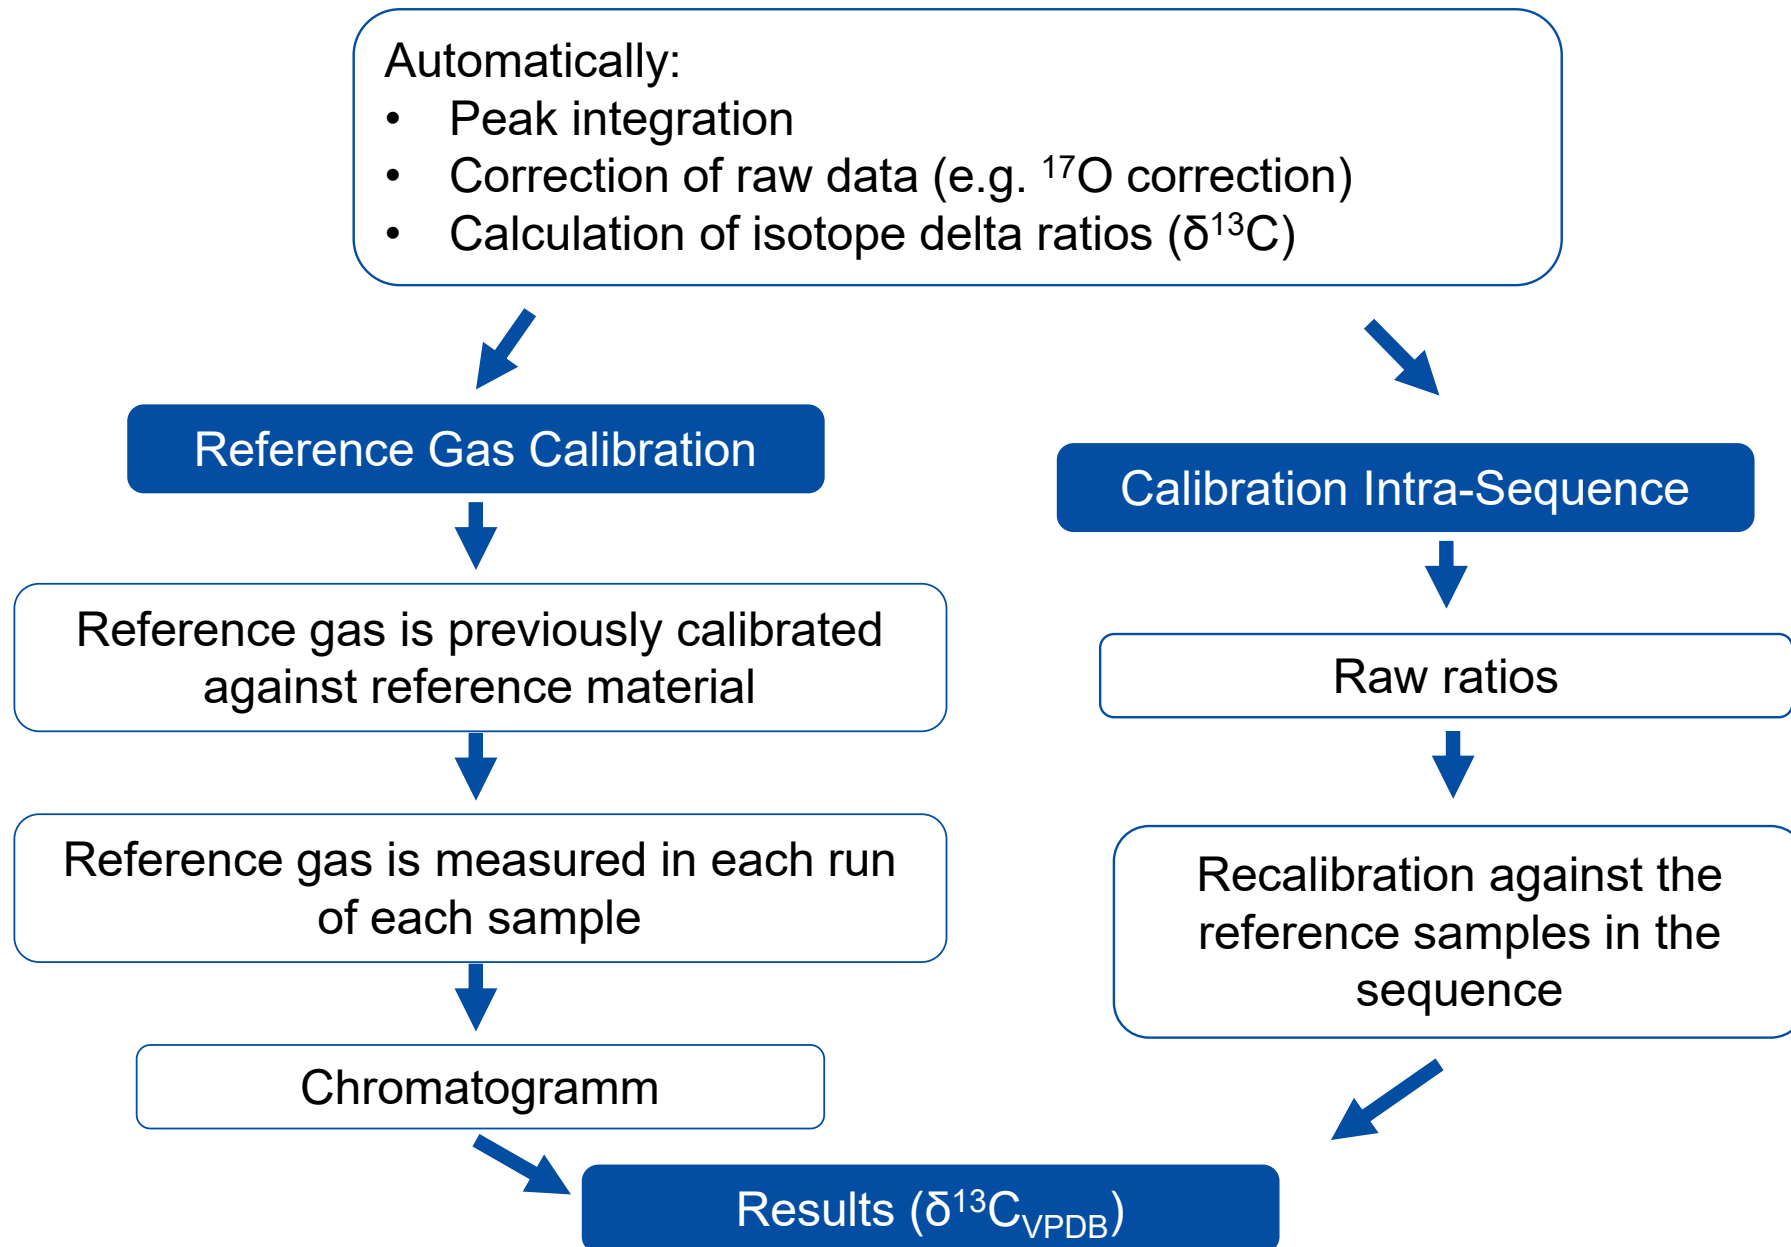 Automatically:
• Peak integration
• Correction of raw data (e.g. ¹⁷O correction)
• Calculation of isotope delta ratios (δ¹³C)
Reference Gas Calibration
Reference gas is previously calibrated
against reference material
Reference gas is measured in each run
of each sample
Chromatogramm
Calibration Intra-Sequence
Raw ratios
Recalibration against the
reference samples in the
sequence
Results (δ¹³C_VPDB)